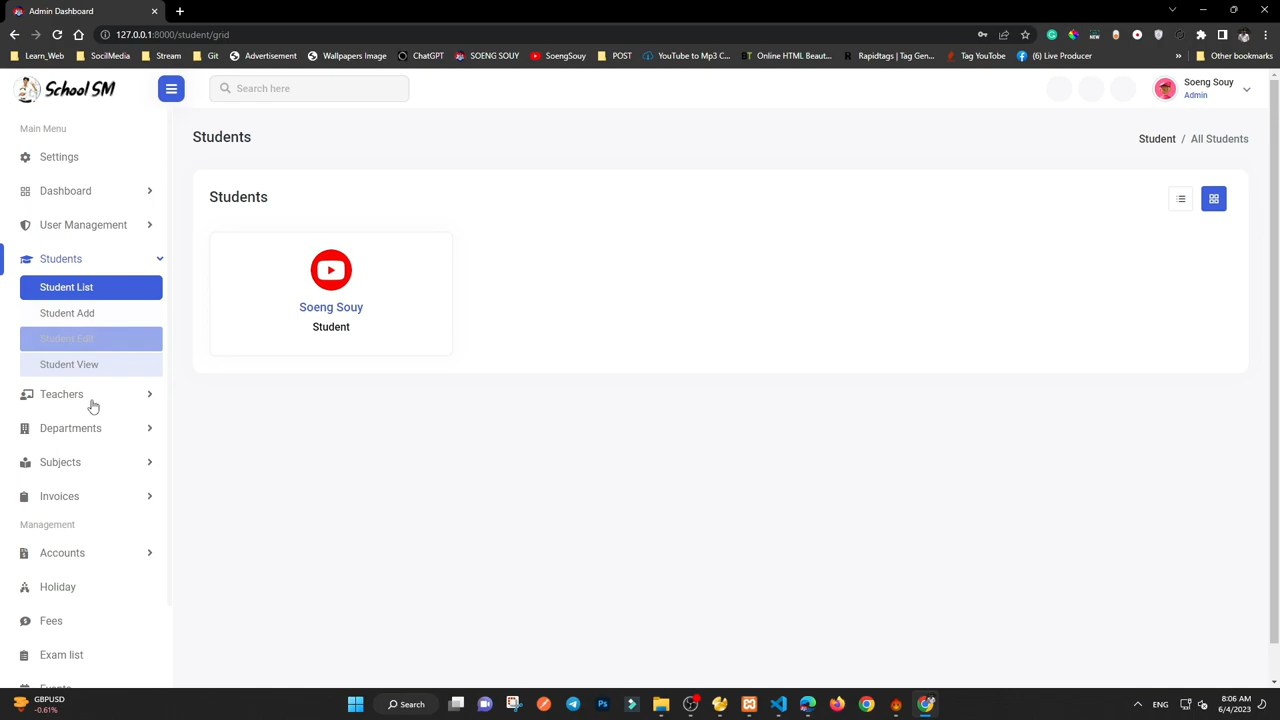 Admin Dashboard
127.0.0.1:8000/student/grid
Learn_Web SocilMedia Stream Git Advertisement Wallpapers Image ChatGPT SOENG SOUY SoengSouy POST YouTube to Mp3 C... Online HTML Beaut... Rapidtags | Tag Gen... Tag YouTube (6) Live Producer » Other bookmarks
School SM
Search here
Soeng Souy
Admin
Main Menu
Settings
Dashboard
User Management
Students
Student List
Student Add
Student Edit
Student View
Teachers
Departments
Subjects
Invoices
Management
Accounts
Holiday
Fees
Exam list
Students
Student / All Students
Students
Soeng Souy
Student
GBPUSD
-0.61%
Search
ENG
8:06 AM
6/4/2023